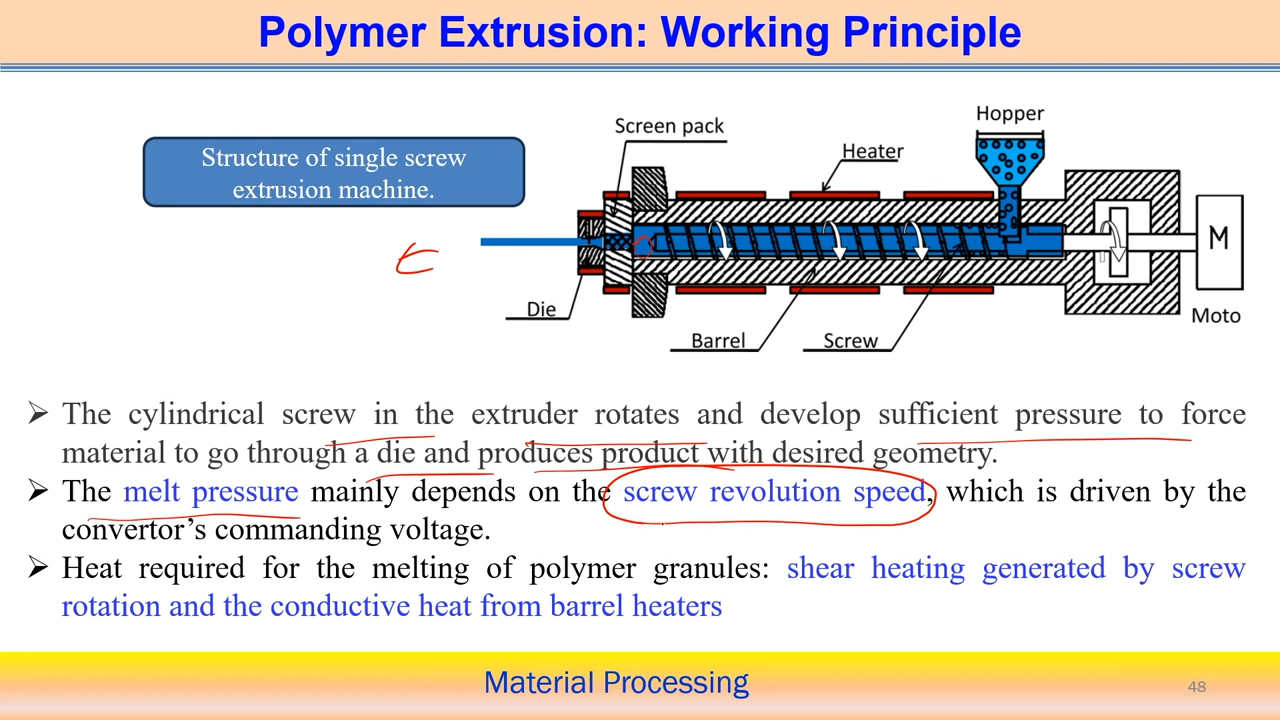 Polymer Extrusion: Working Principle
Structure of single screw
extrusion machine.
Screen pack
Heater
Hopper
Die
Barrel
Screw
M
Moto
➢ The cylindrical screw in the extruder rotates and develop sufficient pressure to force
material to go through a die and produces product with desired geometry.
➢ The melt pressure mainly depends on the screw revolution speed, which is driven by the
convertor’s commanding voltage.
➢ Heat required for the melting of polymer granules: shear heating generated by screw
rotation and the conductive heat from barrel heaters
Material Processing
48